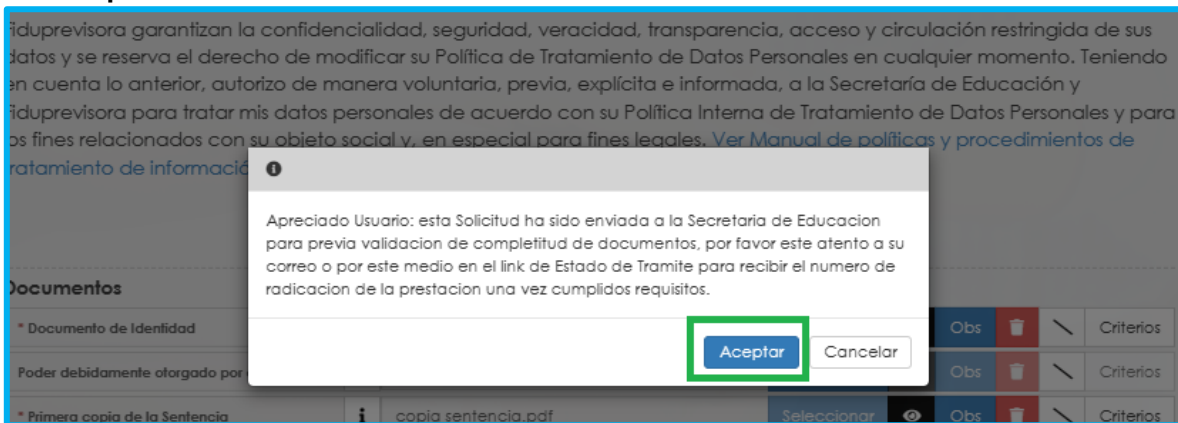 iduprevisora garantizan la confidencialidad, seguridad, veracidad, transparencia, acceso y circulación restringida de sus
datos y se reserva el derecho de modificar su Política de Tratamiento de Datos Personales en cualquier momento. Teniendo
en cuenta lo anterior, autorizo de manera voluntaria, previa, explícita e informada, a la Secretaría de Educación y
iduprevisora para tratar mis datos personales de acuerdo con su Política Interna de Tratamiento de Datos Personales y para
os fines relacionados con su objeto social y, en especial para fines legales. Ver Manual de políticas y procedimientos de
ratamiento de informació
Apreciado Usuario: esta Solicitud ha sido enviada a la Secretaria de Educacion
para previa validacion de completitud de documentos, por favor este atento a su
correo o por este medio en el link de Estado de Tramite para recibir el numero de
radicacion de la prestacion una vez cumplidos requisitos.
Aceptar Cancelar
Documentos
* Documento de Identidad Obs Criterios
Poder debidamente otorgado por Obs Criterios
* Primera copia de la Sentencia i copia sentencia.pdf Seleccionar Obs Criterios